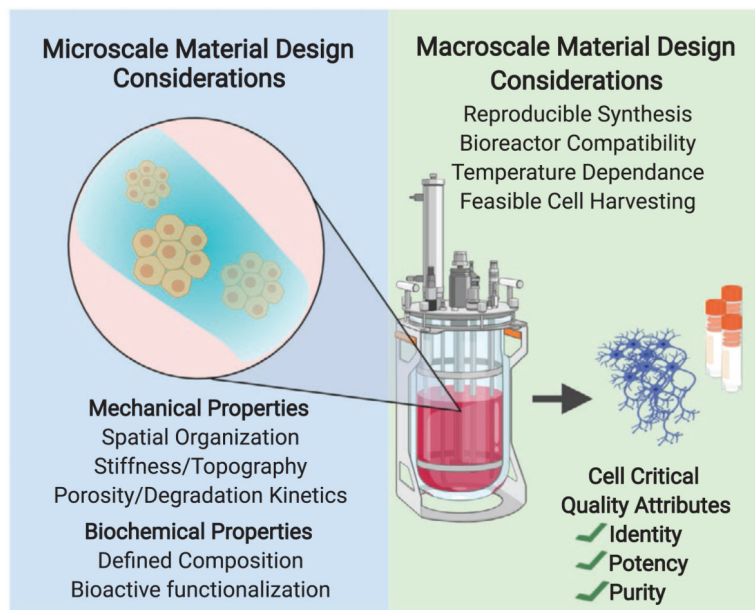 Microscale Material Design
Considerations
Mechanical Properties
Spatial Organization
Stiffness/Topography
Porosity/Degradation Kinetics
Biochemical Properties
Defined Composition
Bioactive functionalization
Macroscale Material Design
Considerations
Reproducible Synthesis
Bioreactor Compatibility
Temperature Dependance
Feasible Cell Harvesting
Cell Critical
Quality Attributes
Identity
Potency
Purity